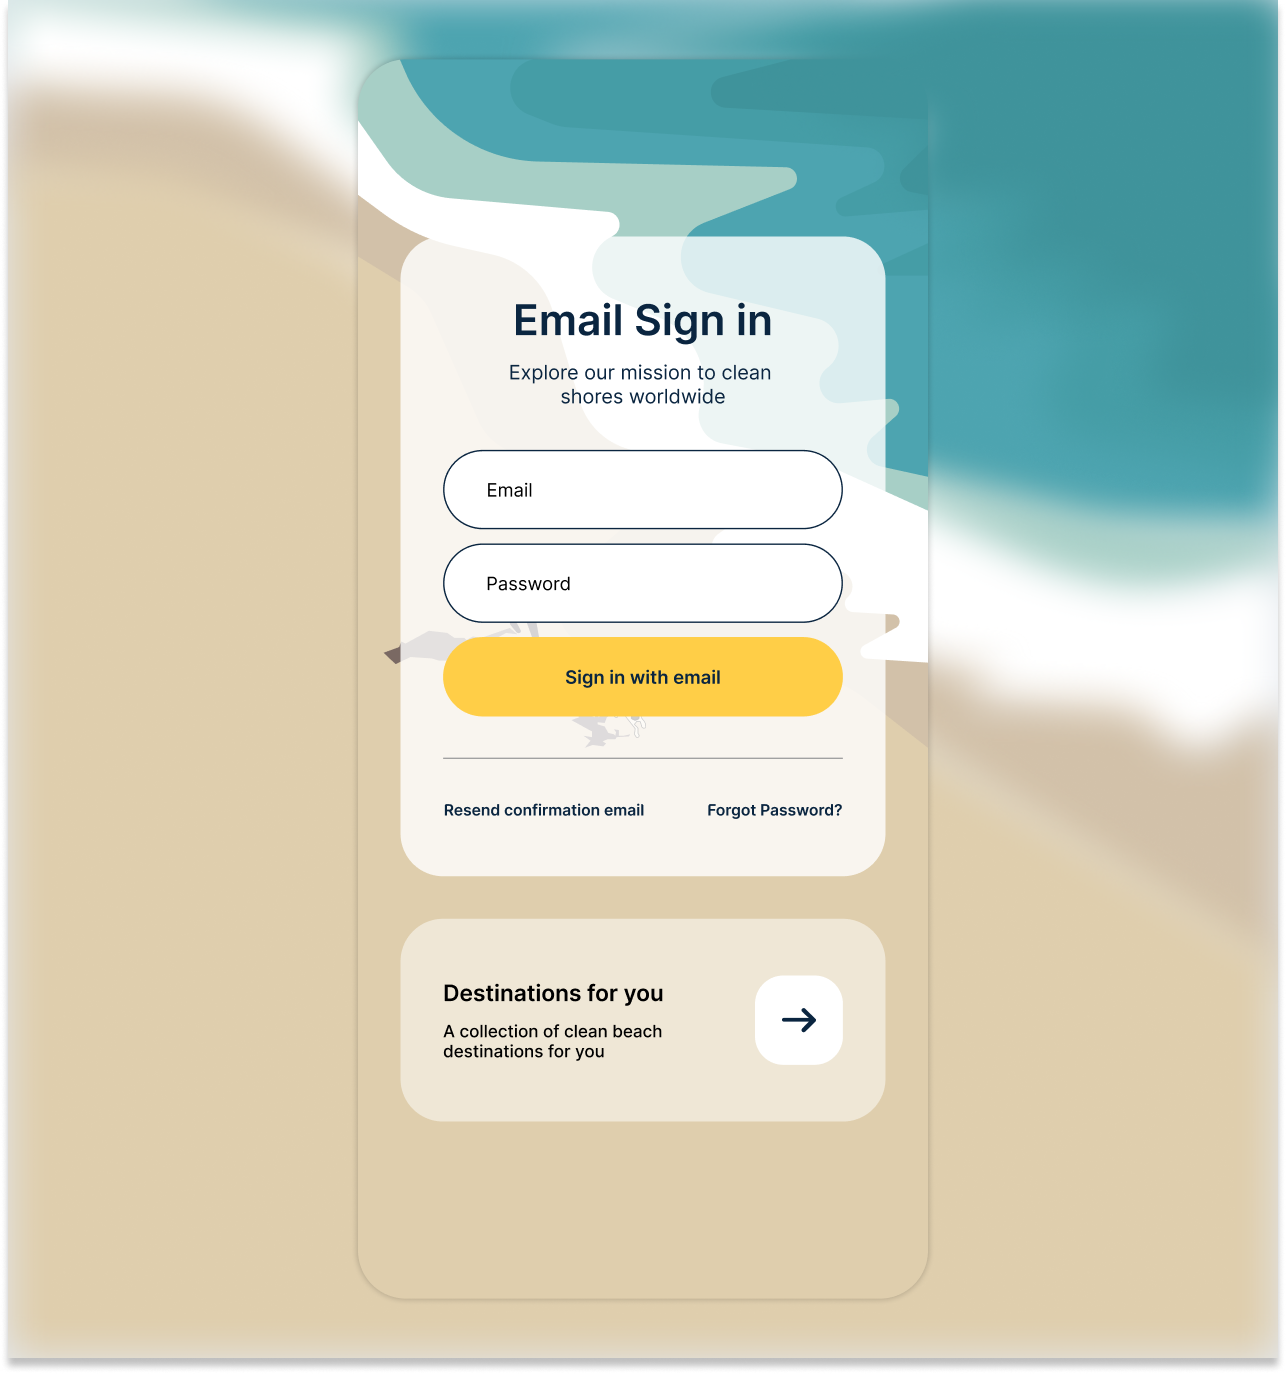 Email Sign in
Explore our mission to clean
shores worldwide
Email
Password
Sign in with email
Resend confirmation email
Forgot Password?
Destinations for you
A collection of clean beach
destinations for you